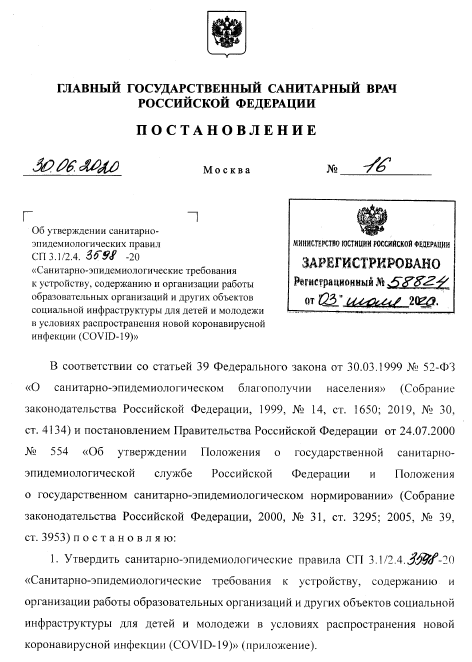 ГЛАВНЫЙ ГОСУДАРСТВЕННЫЙ САНИТАРНЫЙ ВРАЧ
РОССИЙСКОЙ ФЕДЕРАЦИИ
ПОСТАНОВЛЕНИЕ
30.06.2020 Москва № 16
Об утверждении санитарно-
эпидемиологических правил
СП 3.1/2.4. 3598 -20
«Санитарно-эпидемиологические требования
к устройству, содержанию и организации работы
образовательных организаций и других объектов
социальной инфраструктуры для детей и молодежи
в условиях распространения новой коронавирусной
инфекции (COVID-19)»
МИНИСТЕРСТВО ЮСТИЦИИ РОССИЙСКОЙ ФЕДЕРАЦИИ
ЗАРЕГИСТРИРОВАНО
Регистрационный № 58824
от "03" июля 2020.
В соответствии со статьей 39 Федерального закона от 30.03.1999 № 52-ФЗ
«О санитарно-эпидемиологическом благополучии населения» (Собрание
законодательства Российской Федерации, 1999, № 14, ст. 1650; 2019, № 30,
ст. 4134) и постановлением Правительства Российской Федерации от 24.07.2000
№ 554 «Об утверждении Положения о государственной санитарно-
эпидемиологической службе Российской Федерации и Положения
о государственном санитарно-эпидемиологическом нормировании» (Собрание
законодательства Российской Федерации, 2000, № 31, ст. 3295; 2005, № 39,
ст. 3953) постановляю:
1. Утвердить санитарно-эпидемиологические правила СП 3.1/2.4.3598-20
«Санитарно-эпидемиологические требования к устройству, содержанию и
организации работы образовательных организаций и других объектов социальной
инфраструктуры для детей и молодежи в условиях распространения новой
коронавирусной инфекции (COVID-19)» (приложение).